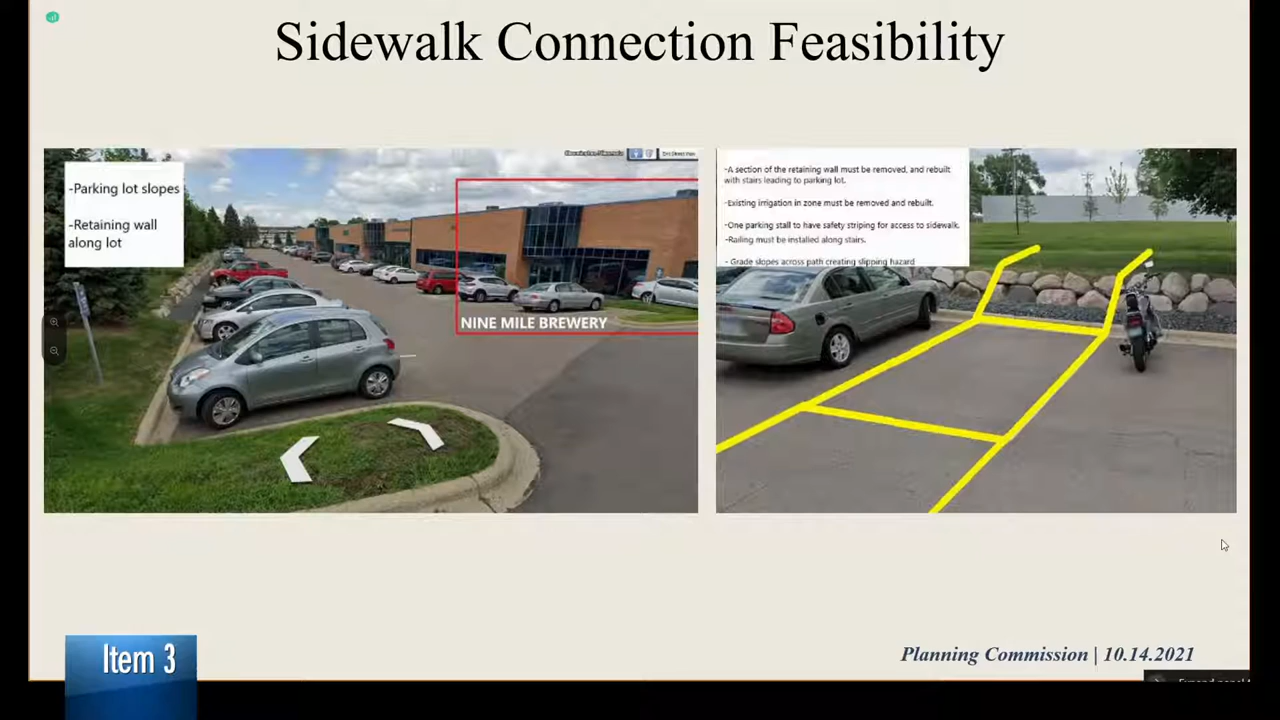 Sidewalk Connection Feasibility
-Parking lot slopes
-Retaining wall
along lot
NINE MILE BREWERY
-A section of the retaining wall must be removed, and rebuilt
with stairs leading to parking lot.
-Existing irrigation in zone must be removed and rebuilt.
-One parking stall to have safety striping for access to sidewalk.
-Railing must be installed along stairs.
- Grade slopes across path creating slipping hazard
Item 3
Planning Commission | 10.14.2021